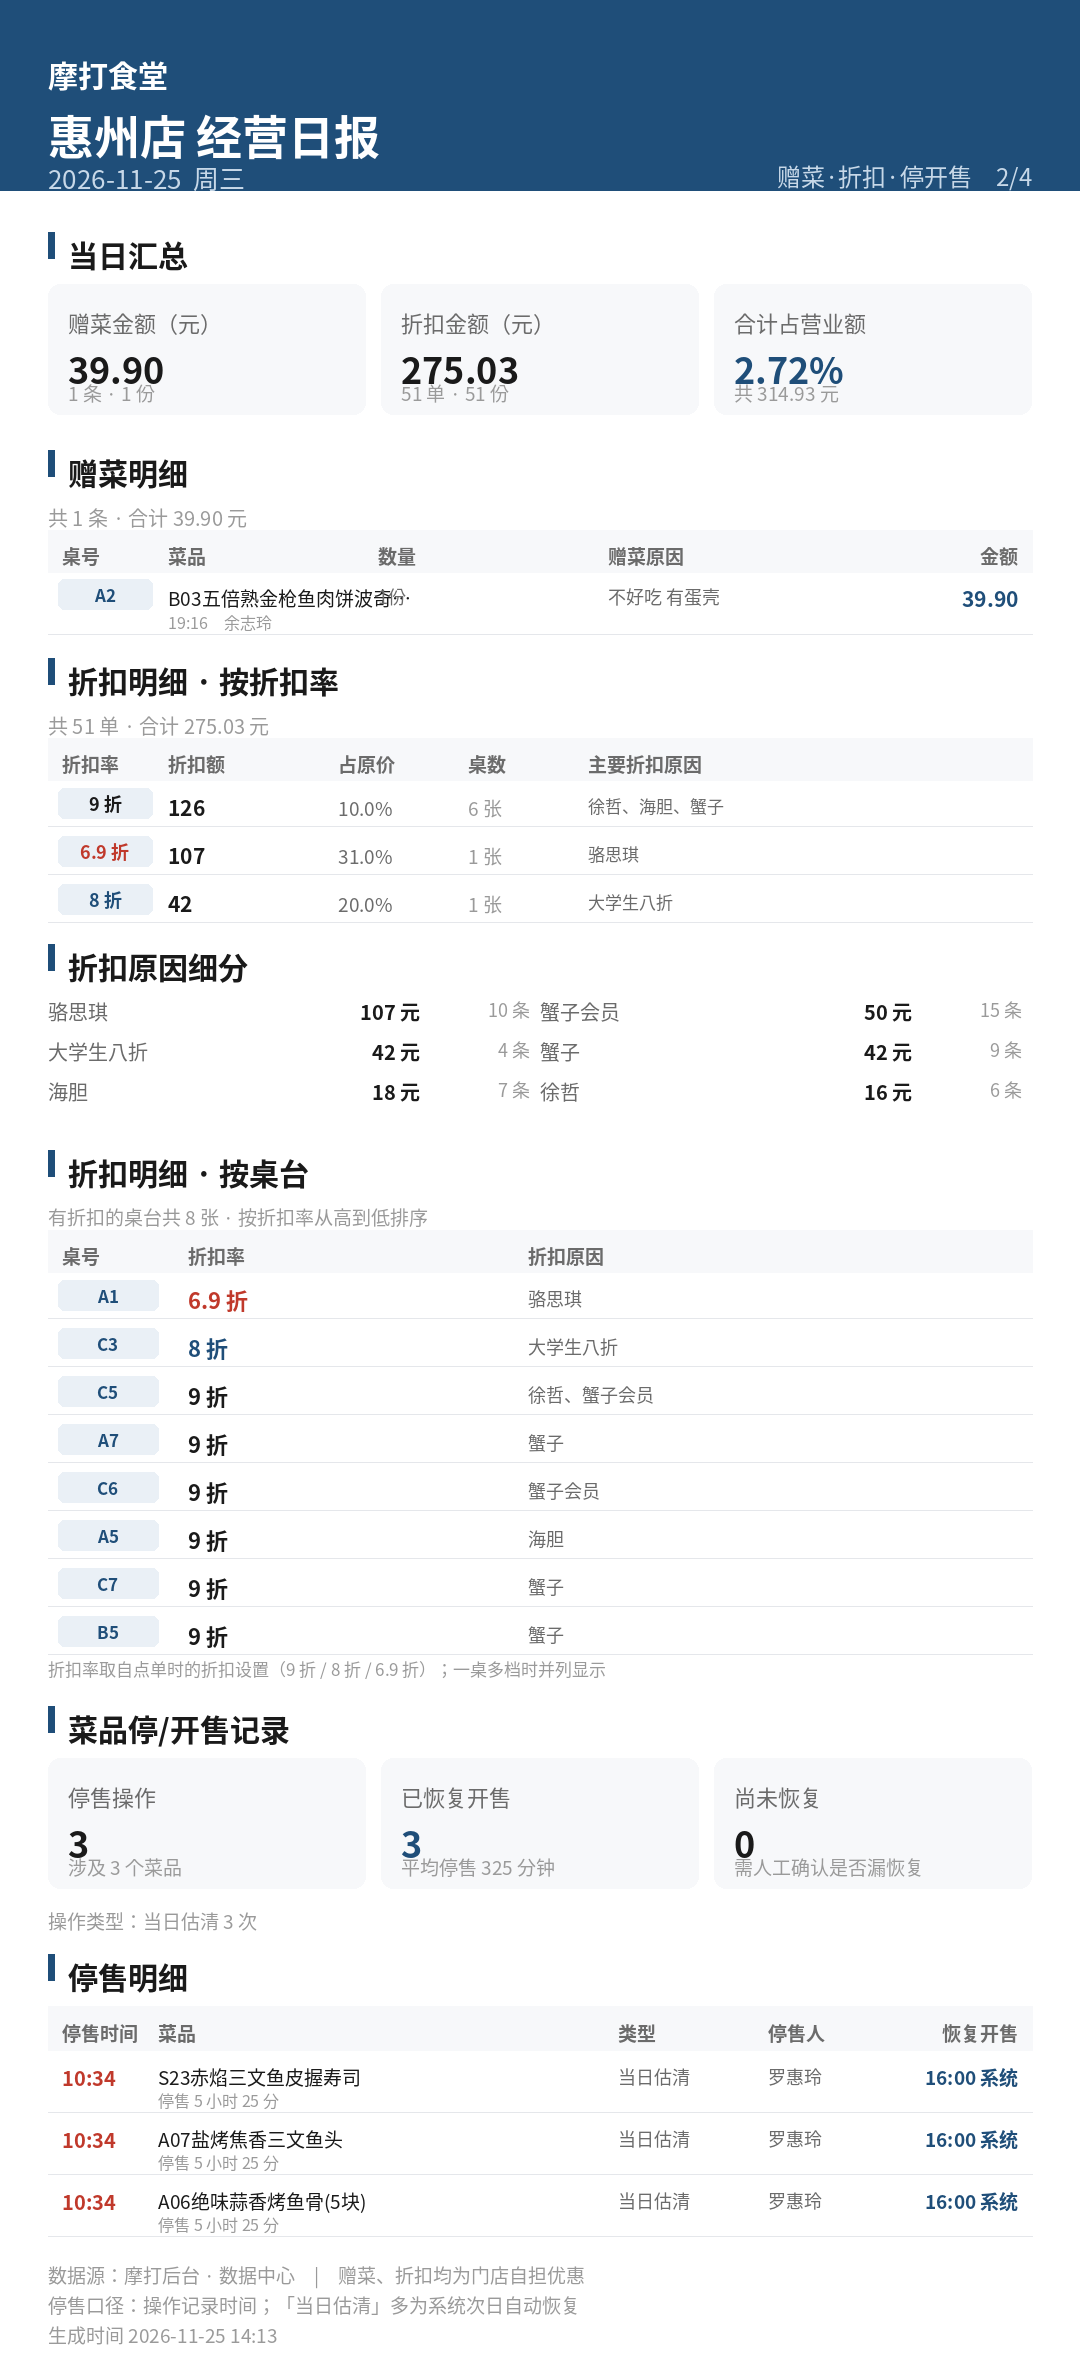 摩打食堂
惠州店 经营日报
2026-11-25 周三
赠菜·折扣·停开售 2/4
当日汇总
赠菜金额（元） 折扣金额（元） 合计占营业额
39.90 275.03 2.72%
1 条 · 1 份 51 单 · 51 份 共 314.93 元
赠菜明细
共 1 条 · 合计 39.90 元
桌号 菜品 数量 赠菜原因 金额
A2 B03五倍熟金枪鱼肉饼波奇… 份 不好吃 有蛋壳 39.90
19:16 余志玲
折扣明细 · 按折扣率
共 51 单 · 合计 275.03 元
折扣率 折扣额 占原价 桌数 主要折扣原因
9 折 126 10.0% 6 张 徐哲、海胆、蟹子
6.9 折 107 31.0% 1 张 骆思琪
8 折 42 20.0% 1 张 大学生八折
折扣原因细分
骆思琪 107 元 10 条 蟹子会员 50 元 15 条
大学生八折 42 元 4 条 蟹子 42 元 9 条
海胆 18 元 7 条 徐哲 16 元 6 条
折扣明细 · 按桌台
有折扣的桌台共 8 张 · 按折扣率从高到低排序
桌号 折扣率 折扣原因
A1 6.9 折 骆思琪
C3 8 折 大学生八折
C5 9 折 徐哲、蟹子会员
A7 9 折 蟹子
C6 9 折 蟹子会员
A5 9 折 海胆
C7 9 折 蟹子
B5 9 折 蟹子
折扣率取自点单时的折扣设置（9 折 / 8 折 / 6.9 折）；一桌多档时并列显示
菜品停/开售记录
停售操作 已恢复开售 尚未恢复
3 3 0
涉及 3 个菜品 平均停售 325 分钟 需人工确认是否漏恢复
操作类型：当日估清 3 次
停售明细
停售时间 菜品 类型 停售人 恢复开售
10:34 S23赤焰三文鱼皮握寿司 当日估清 罗惠玲 16:00 系统
停售 5 小时 25 分
10:34 A07盐烤焦香三文鱼头 当日估清 罗惠玲 16:00 系统
停售 5 小时 25 分
10:34 A06绝味蒜香烤鱼骨(5块) 当日估清 罗惠玲 16:00 系统
停售 5 小时 25 分
数据源：摩打后台 · 数据中心 | 赠菜、折扣均为门店自担优惠
停售口径：操作记录时间；「当日估清」多为系统次日自动恢复
生成时间 2026-11-25 14:13